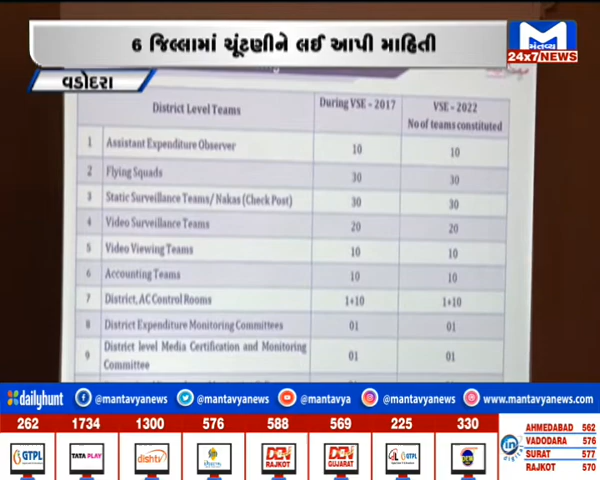 6 જિલ્લામાં ચૂંટણીને લઈ આપી માહિતી
મંતવ્ય
24x7 NEWS
વડોદરા
District Level Teams During VSE - 2017 VSE - 2022 No of teams constituted
1 Assistant Expenditure Observer 10 10
2 Flying Squads 30 30
3 Static Surveillance Teams/ Nakas (Check Post) 30 30
4 Video Surveillance Teams 20 20
5 Video Viewing Teams 10 10
6 Accounting Teams 10 10
7 District, AC Control Rooms 1+10 1+10
8 District Expenditure Monitoring Committees 01 01
9 District level Media Certification and Monitoring Committee 01 01
dailyhunt @mantavyanews @mantavyanews @mantavya @mantavyanews @mantavyanews www.mantavyanews.com
262 1734 1300 576 588 569 225 330
GTPL TATA PLAY dishtv DEN RAJKOT DEN GUJARAT
in digital
AHMEDABAD 562
VADODARA 576
SURAT 577
RAJKOT 570